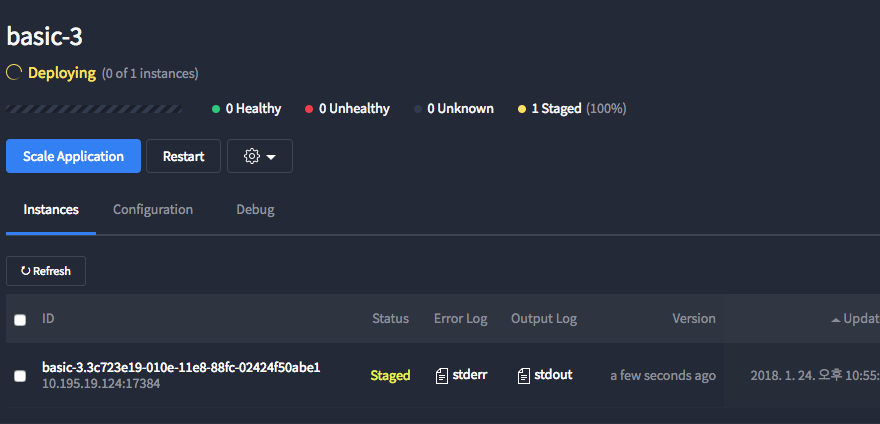 basic-3
Deploying (0 of 1 instances)
0 Healthy 0 Unhealthy 0 Unknown 1 Staged (100%)
Scale Application Restart
Instances Configuration Debug
Refresh
ID Status Error Log Output Log Version Updat
basic-3.3c723e19-010e-11e8-88fc-02424f50abe1 Staged stderr stdout a few seconds ago 2018. 1. 24. 오후 10:55:
10.195.19.124:17384